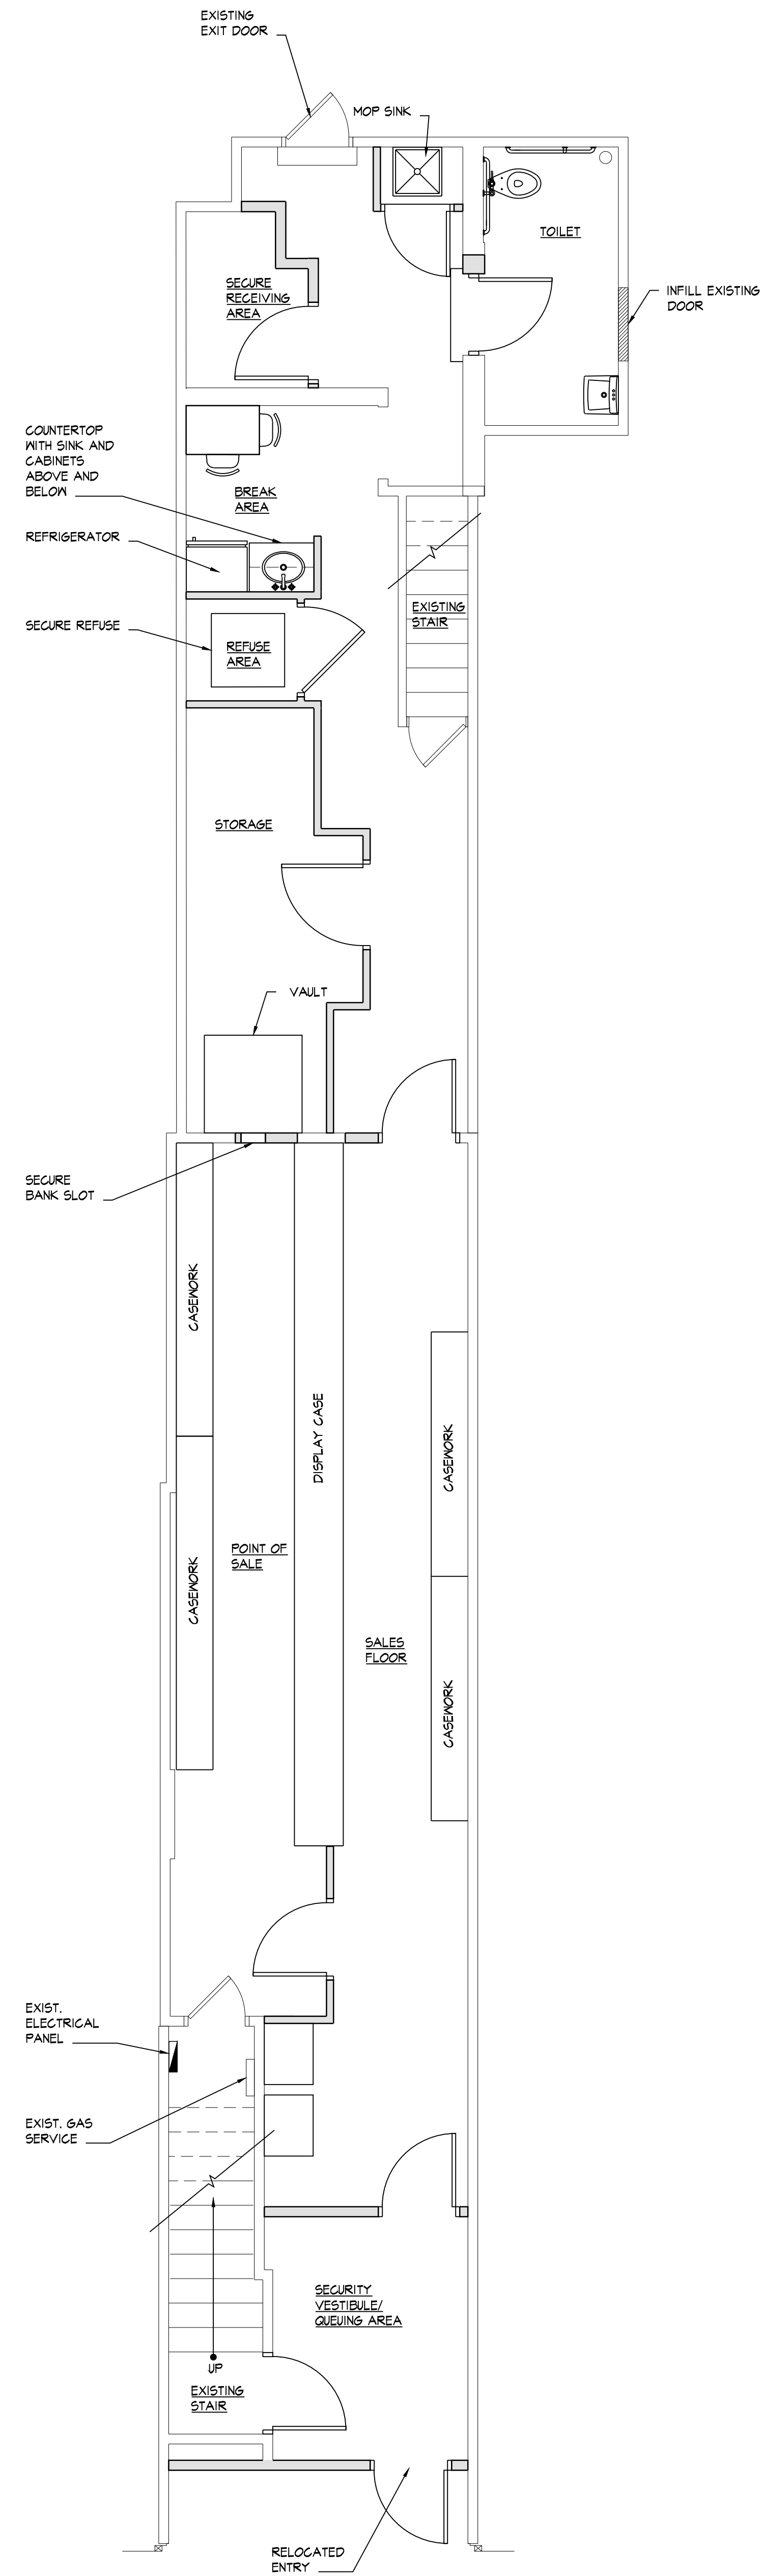 EXISTING
EXIT DOOR
MOP SINK
TOILET
SECURE
RECEIVING
AREA
INFILL EXISTING
DOOR
COUNTERTOP
WITH SINK AND
CABINETS
ABOVE AND
BELOW
BREAK
AREA
REFRIGERATOR
EXISTING
STAIR
SECURE REFUSE
REFUSE
AREA
STORAGE
VAULT
SECURE
BANK SLOT
CASEWORK
DISPLAY CASE
CASEWORK
POINT OF
SALE
CASEWORK
SALES
FLOOR
CASEWORK
EXIST.
ELECTRICAL
PANEL
EXIST. GAS
SERVICE
SECURITY
VESTIBULE/
QUEUING AREA
UP
EXISTING
STAIR
RELOCATED
ENTRY